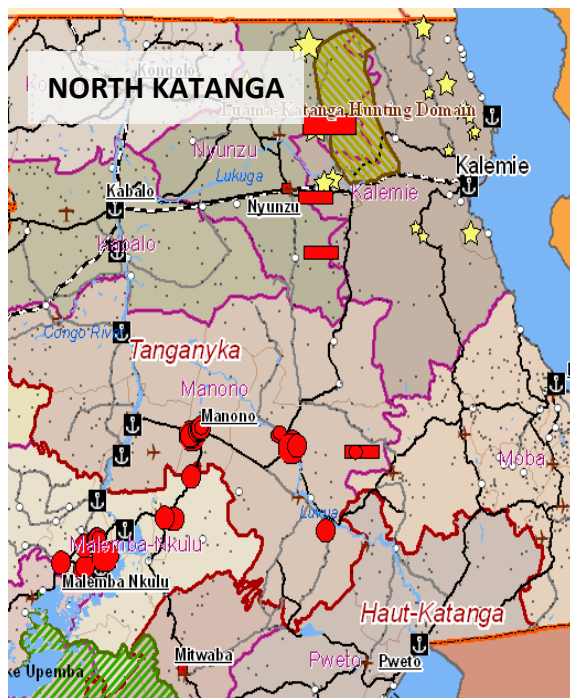 NORTH KATANGA
Kongolo
Luama-Katanga Hunting Domain
Nyunzu
Kalemie
Lukuga
Kabalo
Nyunzu
Kalemie
Kabalo
Congo River
Tanganyka
Manono
Manono
Moba
Luvua
Malemba-Nkulu
Malemba Nkulu
Haut-Katanga
Mitwaba
Pweto
Pweto
ke Upemba